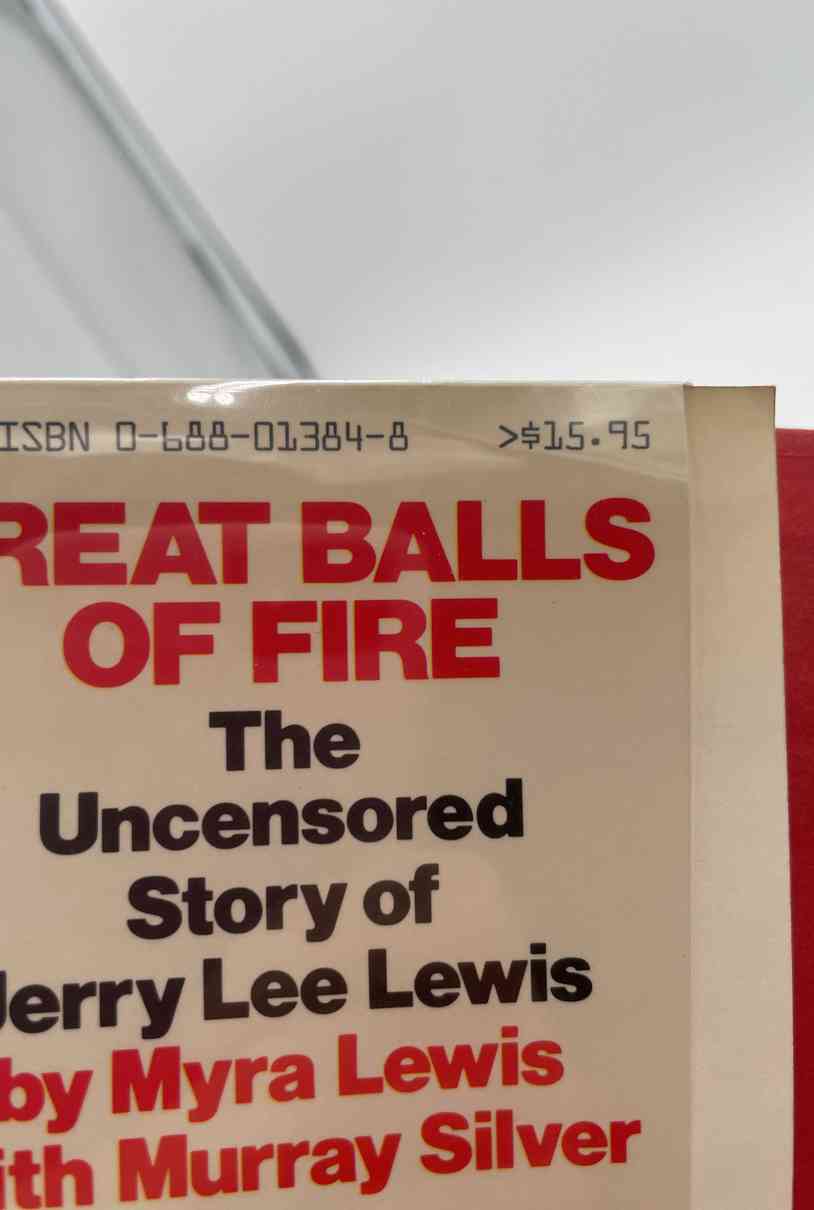 ISBN 0-688-01384-8 >$15.95
REAT BALLS
OF FIRE
The
Uncensored
Story of
Jerry Lee Lewis
by Myra Lewis
ith Murray Silver